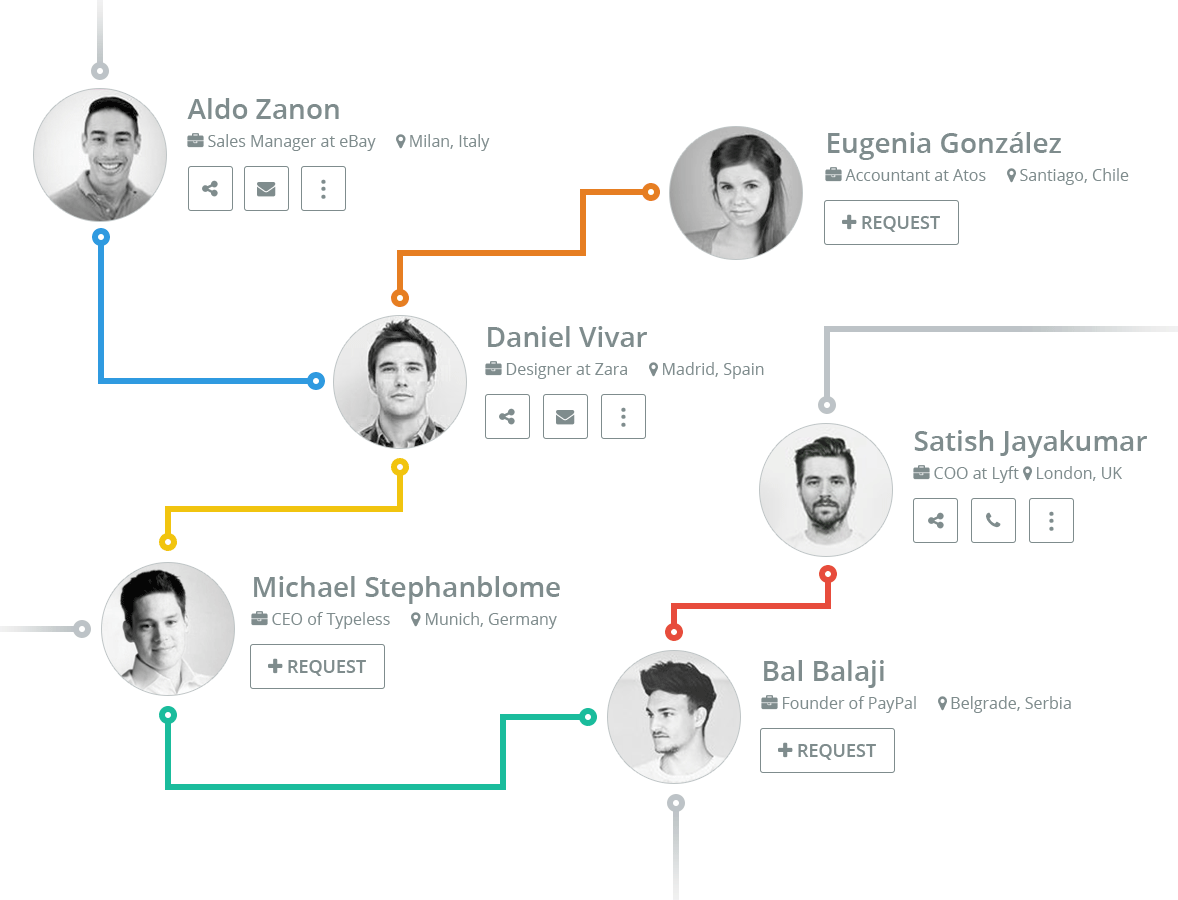 Aldo Zanon
Sales Manager at eBay Milan, Italy
Eugenia González
Accountant at Atos Santiago, Chile
REQUEST
Daniel Vivar
Designer at Zara Madrid, Spain
Satish Jayakumar
COO at Lyft London, UK
Michael Stephanblome
CEO of Typeless Munich, Germany
REQUEST
Bal Balaji
Founder of PayPal Belgrade, Serbia
REQUEST